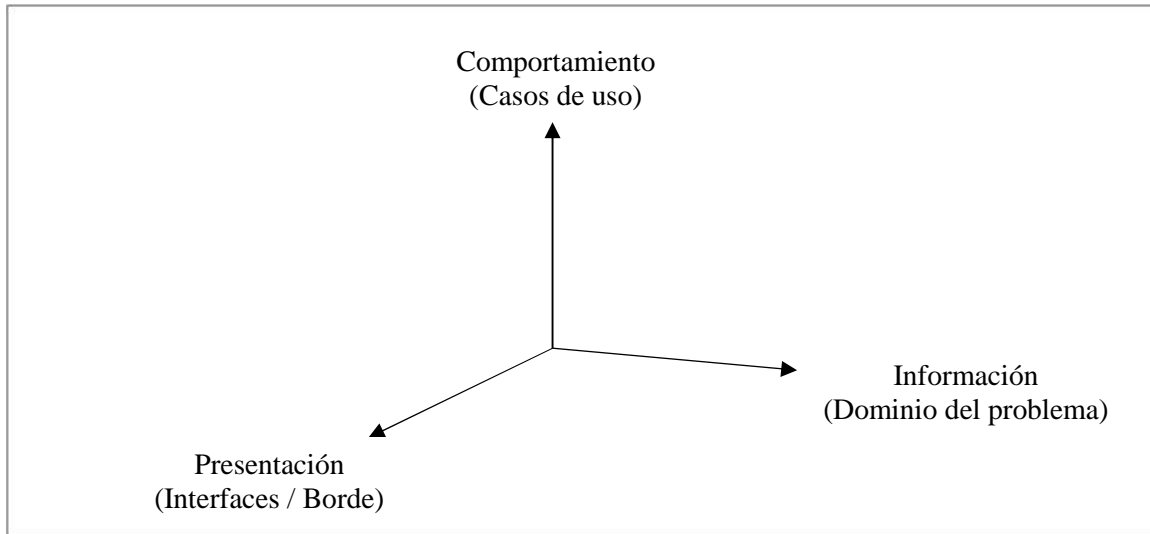 Comportamiento
(Casos de uso)
Información
(Dominio del problema)
Presentación
(Interfaces / Borde)